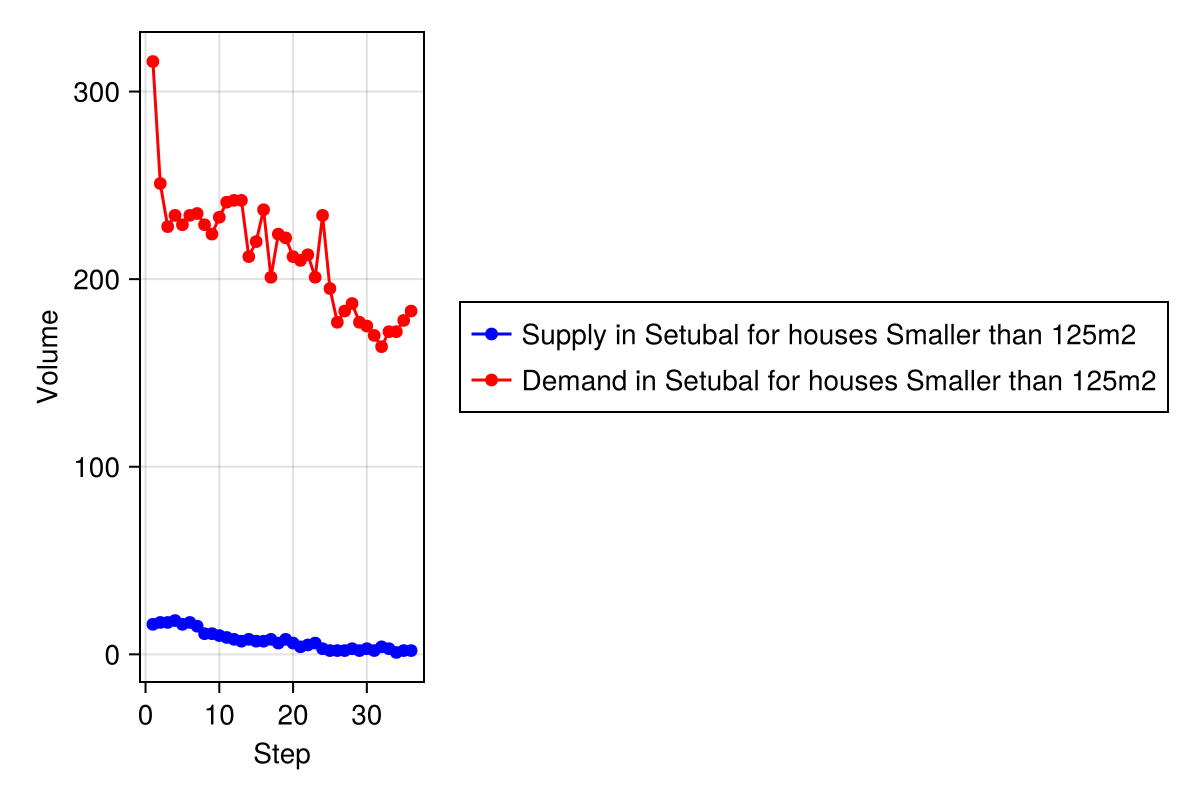 300
200
100
0
Volume
0 10 20 30
Step
Supply in Setubal for houses Smaller than 125m2
Demand in Setubal for houses Smaller than 125m2